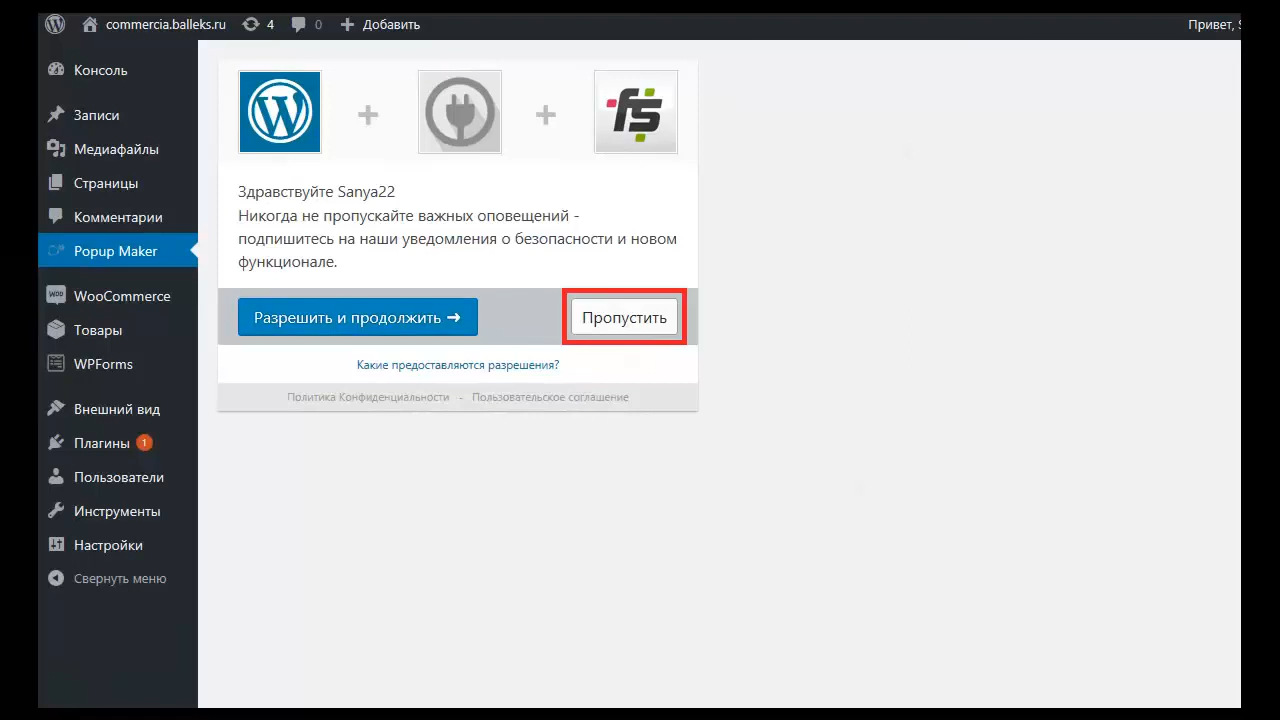 commercia.balleks.ru 4 0 Добавить Привет, S
Консоль
Записи
Медиафайлы
Страницы
Комментарии
Popup Maker
WooCommerce
Товары
WPForms
Внешний вид
Плагины 1
Пользователи
Инструменты
Настройки
Свернуть меню
Здравствуйте Sanya22
Никогда не пропускайте важных оповещений -
подпишитесь на наши уведомления о безопасности и новом
функционале.
Разрешить и продолжить → Пропустить
Какие предоставляются разрешения?
Политика Конфиденциальности - Пользовательское соглашение